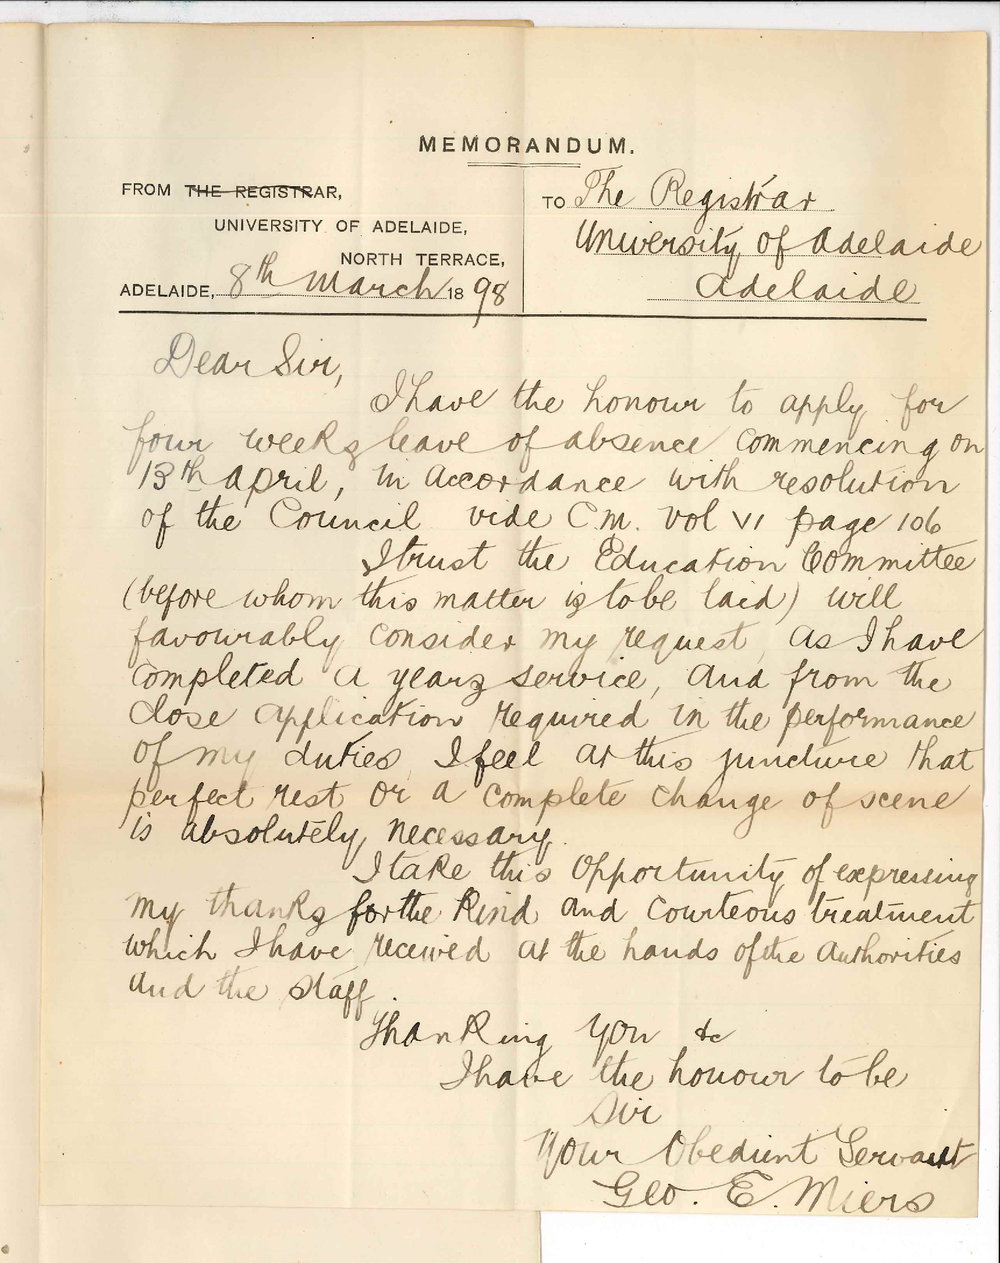 MEMORANDUM.
FROM THE REGISTRAR,
UNIVERSITY OF ADELAIDE,
NORTH TERRACE,
ADELAIDE, 8th March 1898
TO The Registrar
University of Adelaide
Adelaide
Dear Sir,
I have the honour to apply for
four weeks leave of absence commencing on
13th April, in accordance with resolution
of the Council vide C.M. Vol VI page 106
I trust the Education Committee
(before whom this matter is to be laid) will
favourably consider my request, as I have
completed a years service, and from the
close application required in the performance
of my duties, I feel at this juncture that
perfect rest or a complete change of scene
is absolutely necessary.
I take this opportunity of expressing
my thanks for the kind and courteous treatment
which I have received at the hands of the Authorities
and the Staff.
Thanking you &c
I have the honour to be
Sir
Your Obedient Servant
Geo. E. Miers